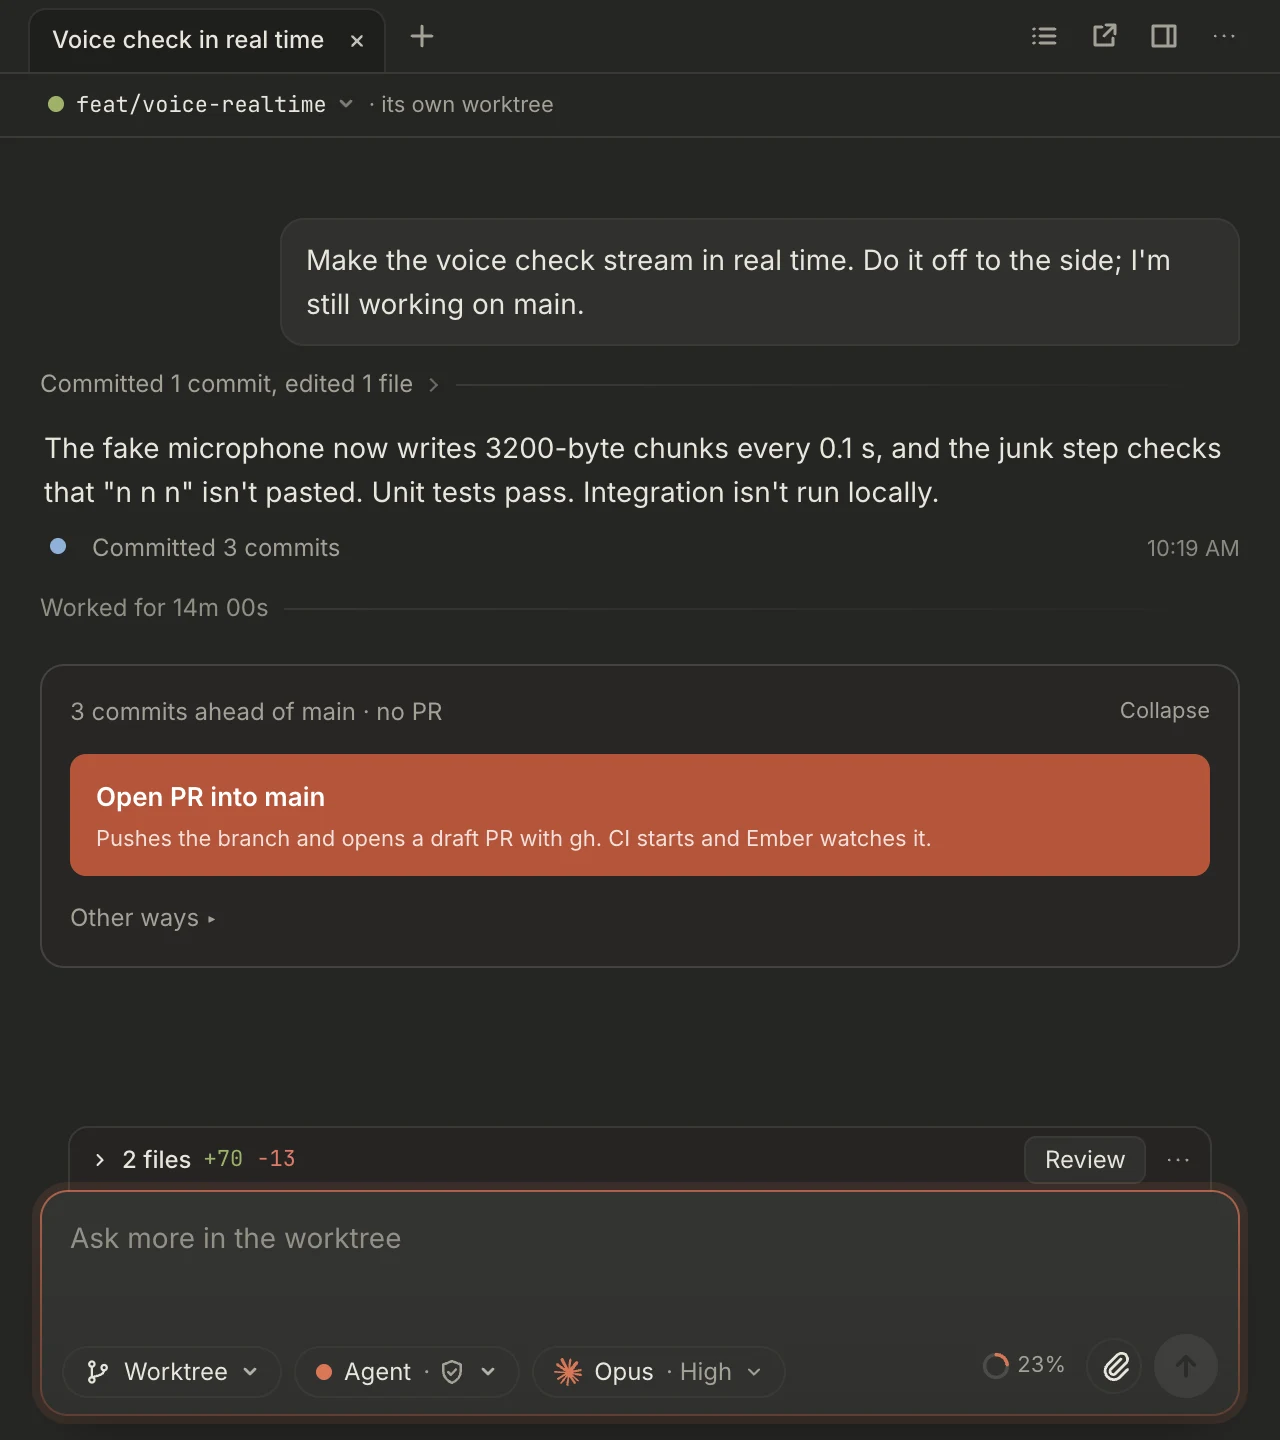 Voice check in real time
feat/voice-realtime · its own worktree
Make the voice check stream in real time. Do it off to the side; I'm
still working on main.
Committed 1 commit, edited 1 file
The fake microphone now writes 3200-byte chunks every 0.1 s, and the junk step checks
that "n n n" isn't pasted. Unit tests pass. Integration isn't run locally.
Committed 3 commits 10:19 AM
Worked for 14m 00s
3 commits ahead of main · no PR Collapse
Open PR into main
Pushes the branch and opens a draft PR with gh. CI starts and Ember watches it.
Other ways ▸
2 files +70 -13 Review ···
Ask more in the worktree
Worktree Agent · Opus · High 23%